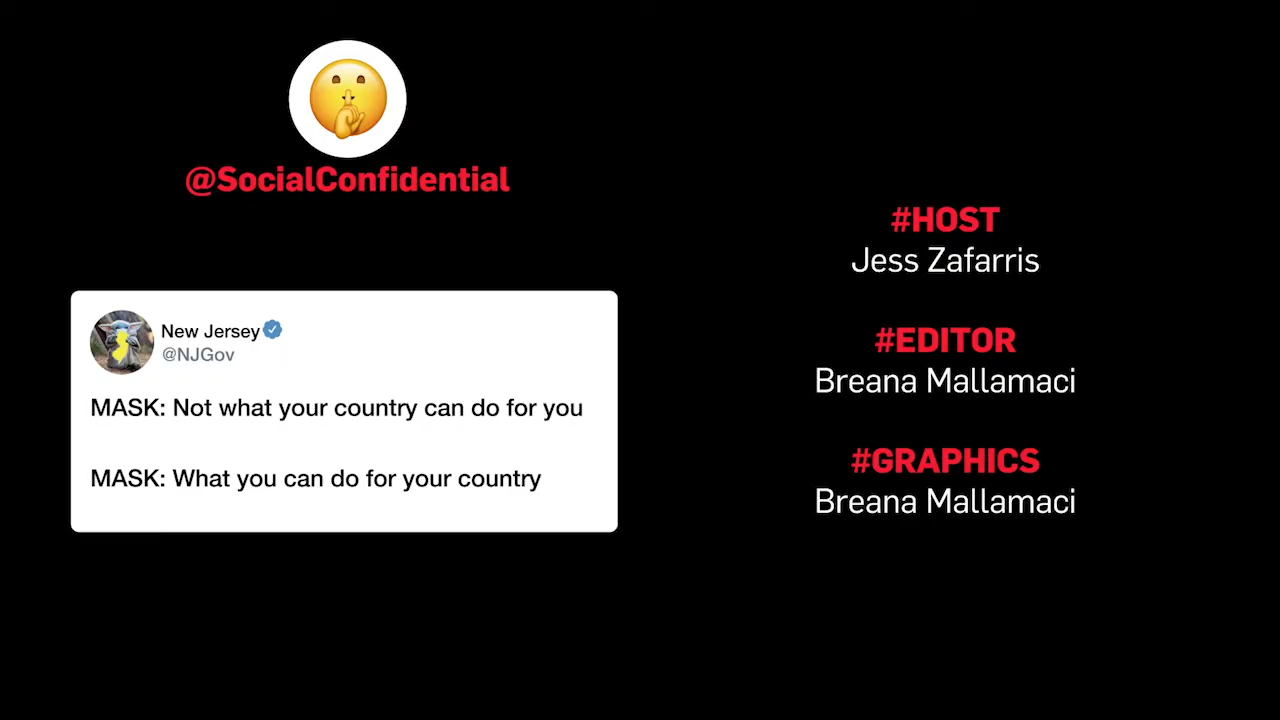 @SocialConfidential
New Jersey
@NJGov
MASK: Not what your country can do for you
MASK: What you can do for your country
#HOST
Jess Zafarris
#EDITOR
Breana Mallamaci
#GRAPHICS
Breana Mallamaci